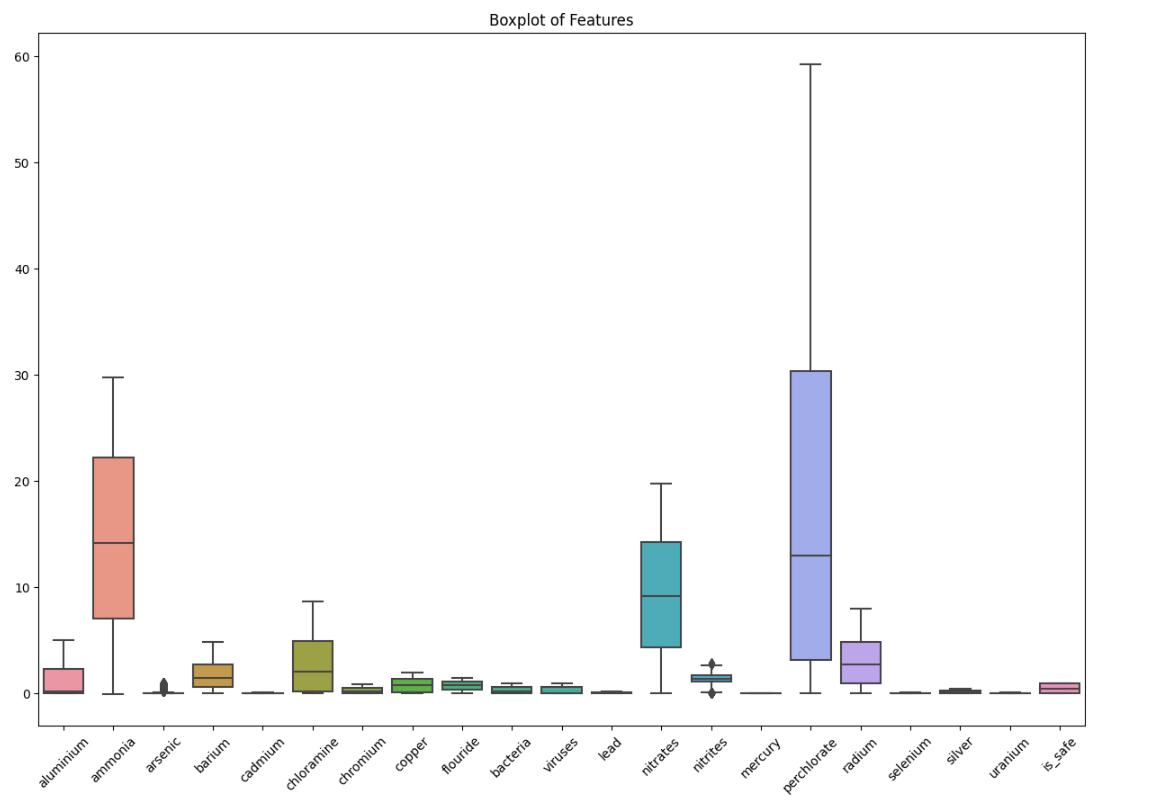 Boxplot of Features
60
50
40
30
20
10
0
aluminium
ammonia
arsenic
barium
cadmium
chloramine
chromium
copper
flouride
bacteria
viruses
lead
nitrates
nitrites
mercury
perchlorate
radium
selenium
silver
uranium
is_safe